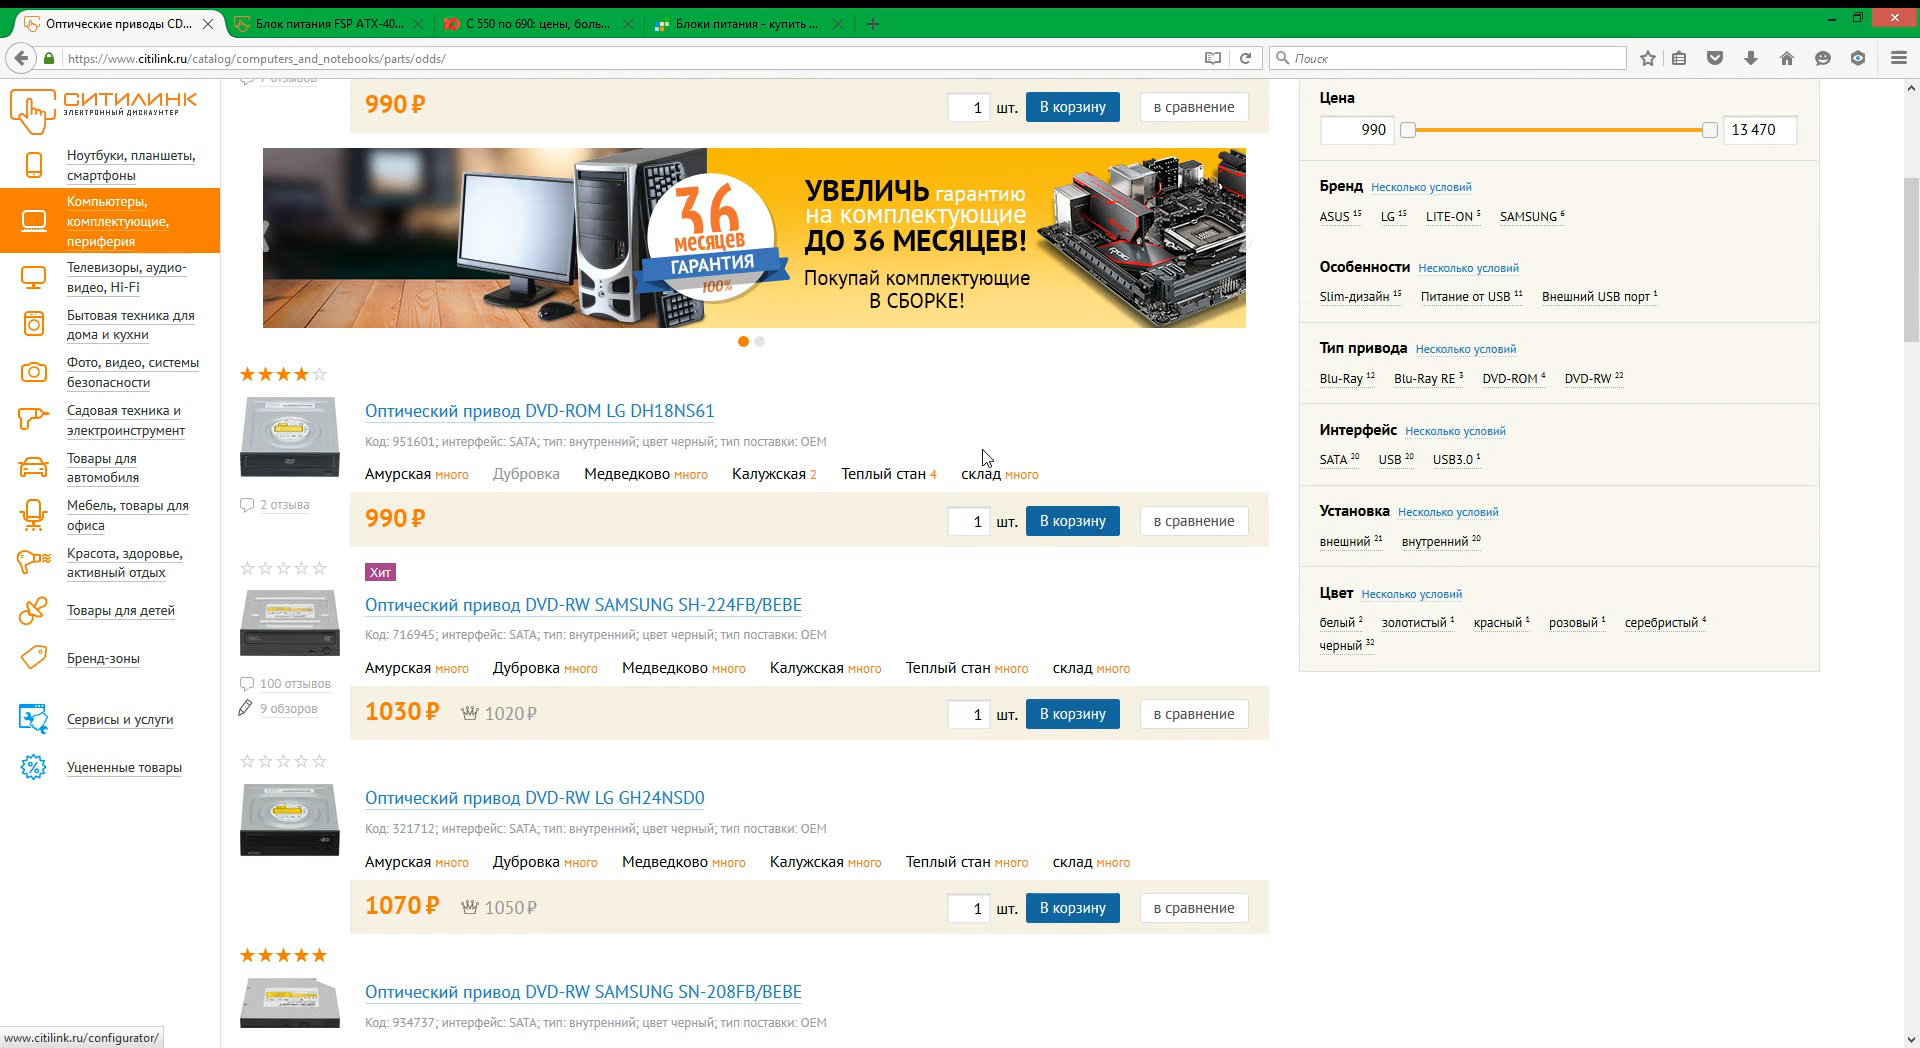 Оптические приводы CD...
Блок питания FSP ATX-40...
С 550 по 690: цены, боль...
Блоки питания - купить ...
https://www.citilink.ru/catalog/computers_and_notebooks/parts/odds/
Поиск
СИТИЛИНК
ЭЛЕКТРОННЫЙ ДИСКАУНТЕР
Ноутбуки, планшеты,
смартфоны
Компьютеры,
комплектующие,
периферия
Телевизоры, аудио-
видео, Hi-Fi
Бытовая техника для
дома и кухни
Фото, видео, системы
безопасности
Садовая техника и
электроинструмент
Товары для
автомобиля
Мебель, товары для
офиса
Красота, здоровье,
активный отдых
Товары для детей
Бренд-зоны
Сервисы и услуги
Уцененные товары
7 отзывов
990 ₽
1 шт. В корзину в сравнение
36
месяцев
ГАРАНТИЯ
100%
УВЕЛИЧЬ гарантию
на комплектующие
ДО 36 МЕСЯЦЕВ!
Покупай комплектующие
В СБОРКЕ!
Оптический привод DVD-ROM LG DH18NS61
Код: 951601; интерфейс: SATA; тип: внутренний; цвет черный; тип поставки: OEM
Амурская много Дубровка Медведково много Калужская 2 Теплый стан 4 склад много
2 отзыва
990 ₽
1 шт. В корзину в сравнение
Хит
Оптический привод DVD-RW SAMSUNG SH-224FB/BEBE
Код: 716945; интерфейс: SATA; тип: внутренний; цвет черный; тип поставки: OEM
Амурская много Дубровка много Медведково много Калужская много Теплый стан много склад много
100 отзывов
9 обзоров
1030 ₽ 1020 ₽
1 шт. В корзину в сравнение
Оптический привод DVD-RW LG GH24NSD0
Код: 321712; интерфейс: SATA; тип: внутренний; цвет черный; тип поставки: OEM
Амурская много Дубровка много Медведково много Калужская много Теплый стан много склад много
1070 ₽ 1050 ₽
1 шт. В корзину в сравнение
Оптический привод DVD-RW SAMSUNG SN-208FB/BEBE
Код: 934737; интерфейс: SATA; тип: внутренний; цвет черный; тип поставки: OEM
Цена
990 13 470
Бренд Несколько условий
ASUS 15 LG 15 LITE-ON 5 SAMSUNG 6
Особенности Несколько условий
Slim-дизайн 15 Питание от USB 11 Внешний USB порт 1
Тип привода Несколько условий
Blu-Ray 12 Blu-Ray RE 3 DVD-ROM 4 DVD-RW 22
Интерфейс Несколько условий
SATA 20 USB 20 USB3.0 1
Установка Несколько условий
внешний 21 внутренний 20
Цвет Несколько условий
белый 2 золотистый 1 красный 1 розовый 1 серебристый 4
черный 32
www.citilink.ru/configurator/